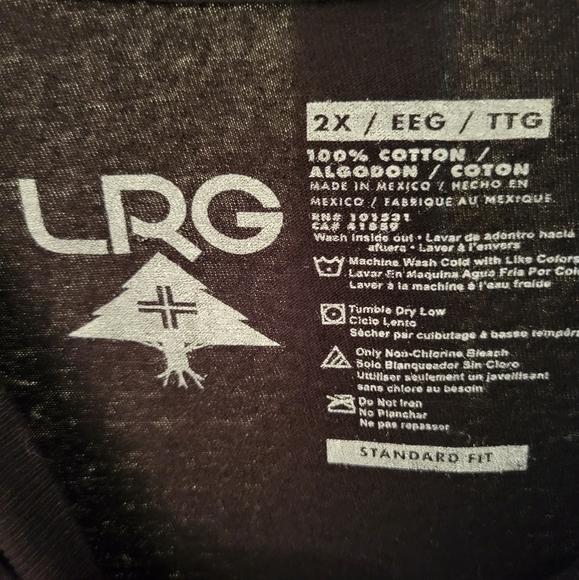 LRG
2X / EEG / TTG
100% COTTON /
ALGODON / COTON
MADE IN MEXICO / HECHO EN
MEXICO / FABRIQUE AU MEXIQUE
RN# 101531
CA# 41859
Wash Inside out • Lavar de adentro hacia
afuera • Laver à l'envers
Machine Wash Cold with Like Colors
Lavar En Maquina Agua Fria Por
Laver à la machine à l'eau froide
Tumble Dry Low
Ciclo Lento
Sécher par culbutage à basse
Only Non-Chlorine Bleach
Solo Blanqueador Sin Cloro
Utiliser seulement un javellisant
sans chlore au besoin
Do Not Iron
No Planchar
Ne pas repasser
STANDARD FIT